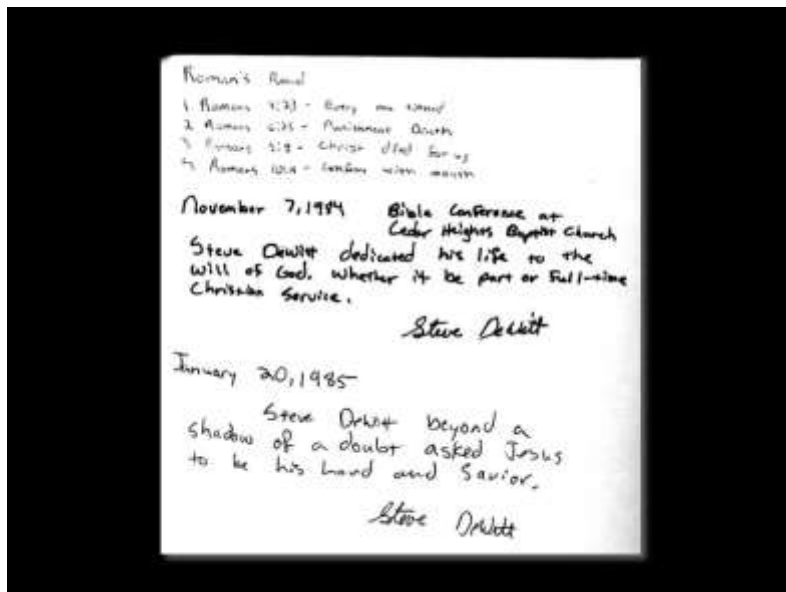 Roman's Road
1. Romans 3:23 - Every one sinned
2. Romans 6:23 - Punishment Death
3. Romans 5:8 - Christ died for us
4. Romans 10:9 - Confess with mouth
November 7, 1984 Bible Conference at
Cedar Heights Baptist Church
Steve DeWitt dedicated his life to the
will of God. Whether it be part or full-time
Christian Service.
Steve DeWitt
January 20, 1985
Steve DeWitt beyond a
shadow of a doubt asked Jesus
to be his Lord and Savior.
Steve DeWitt